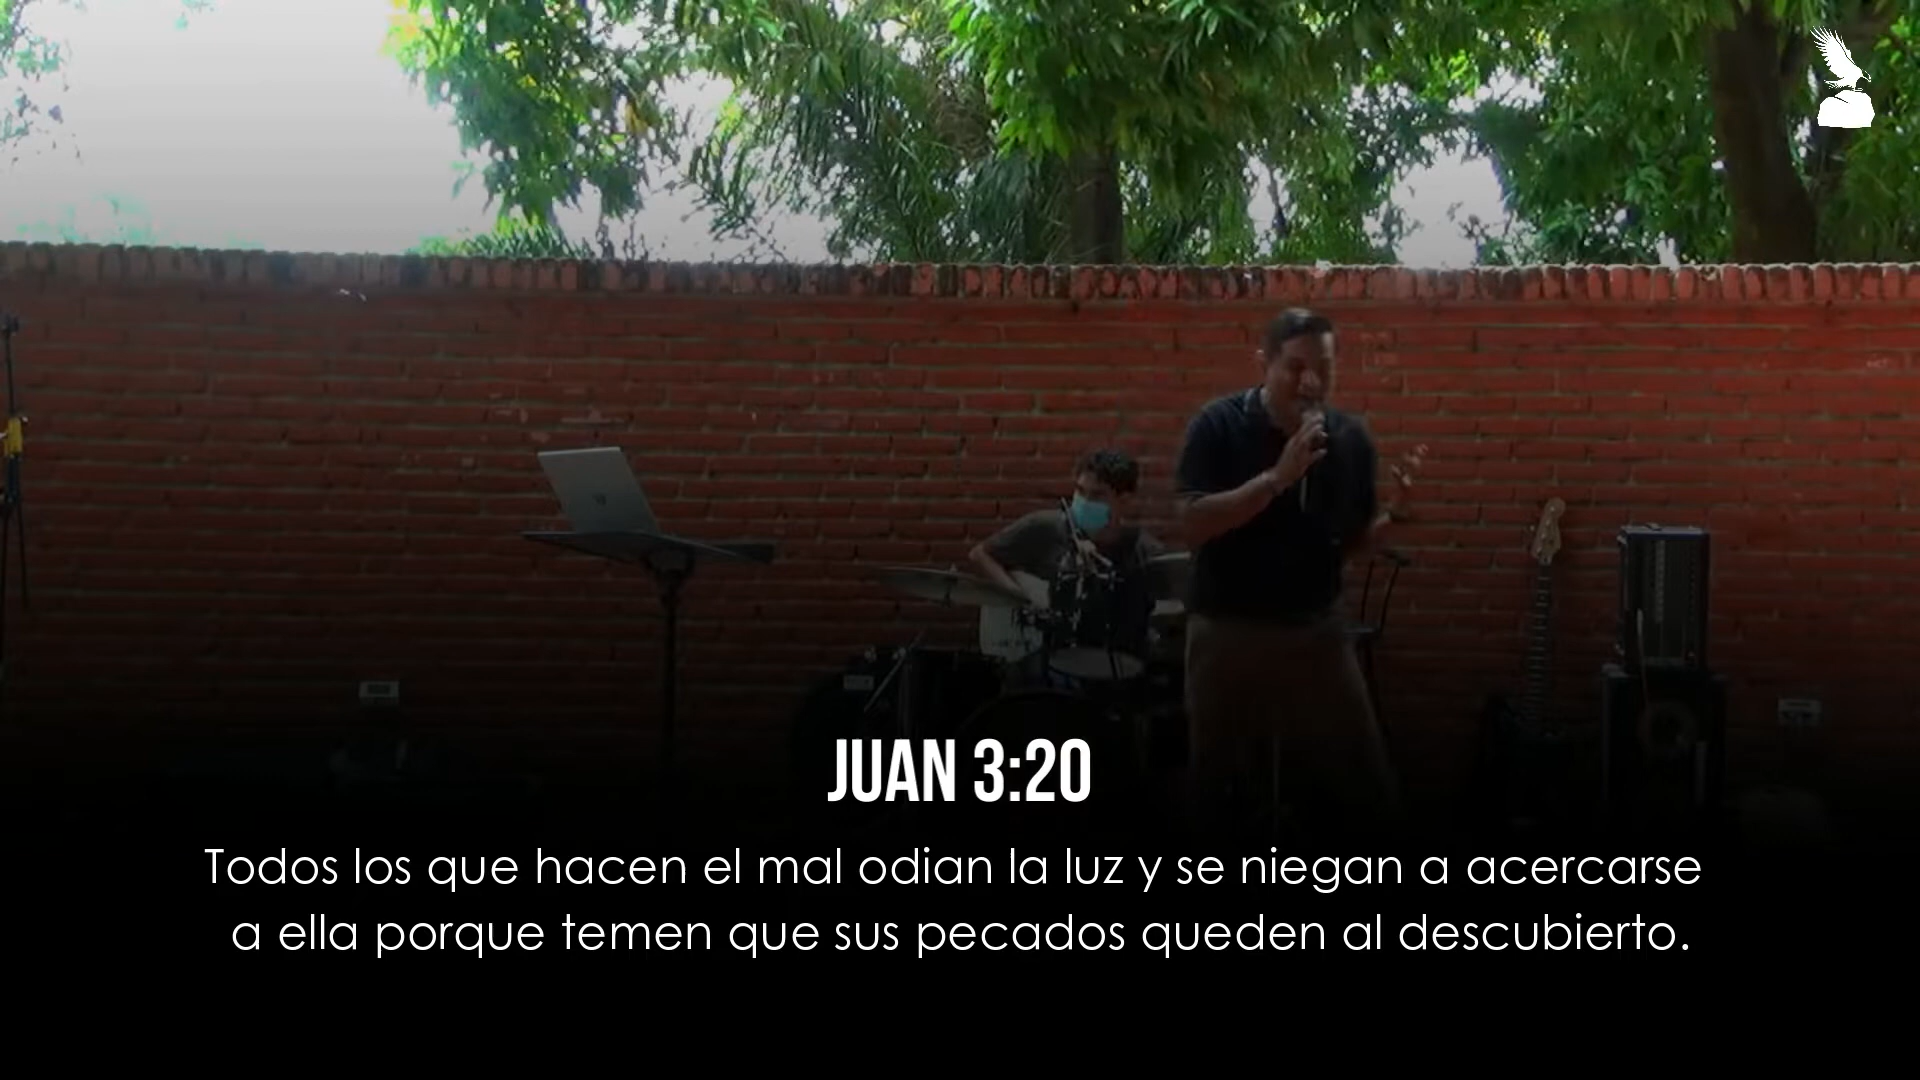 JUAN 3:20
Todos los que hacen el mal odian la luz y se niegan a acercarse
a ella porque temen que sus pecados queden al descubierto.